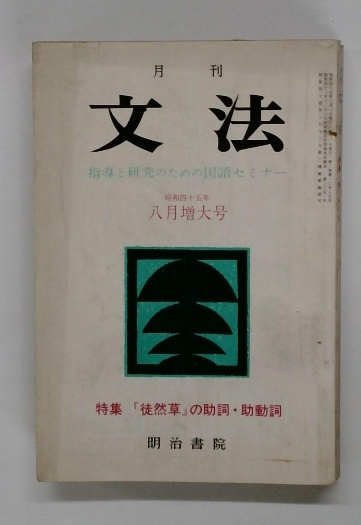 月刊
文法
指導と研究のための国語セミナー
昭和四十五年
八月増大号
特集 『徒然草』の助詞・助動詞
明治書院